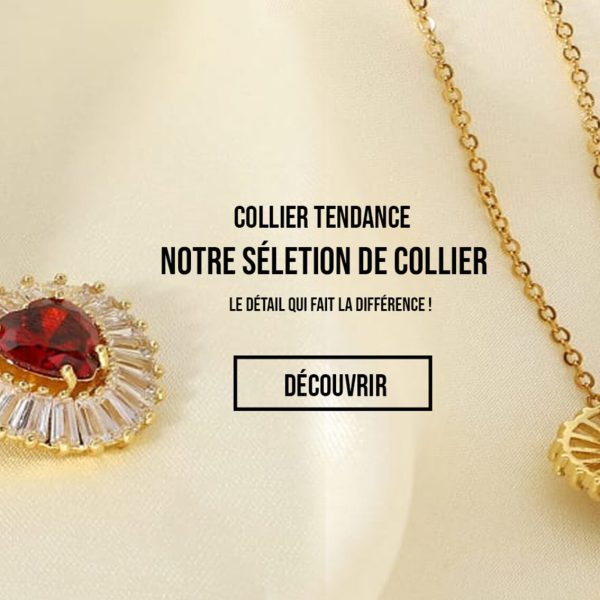 COLLIER TENDANCE
NOTRE SÉLETION DE COLLIER
LE DÉTAIL QUI FAIT LA DIFFÉRENCE !
DÉCOUVRIR